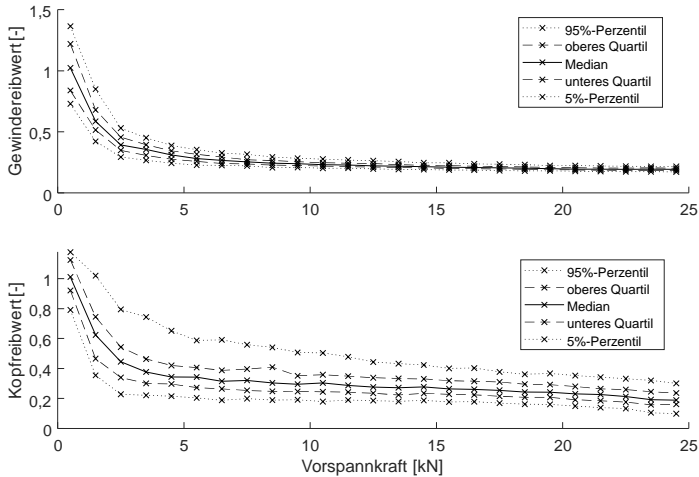 1,5
1
0,5
0
Gewindereibwert[-]
95%-Perzentil
oberes Quartil
Median
unteres Quartil
5%-Perzentil
0
5
10
15
20
25
1
0,8
0,6
0,4
0,2
0
Kopfreibwert[-]
95%-Perzentil
oberes Quartil
Median
unteres Quartil
5%-Perzentil
0
5
10
15
20
25
Vorspannkraft [kN]